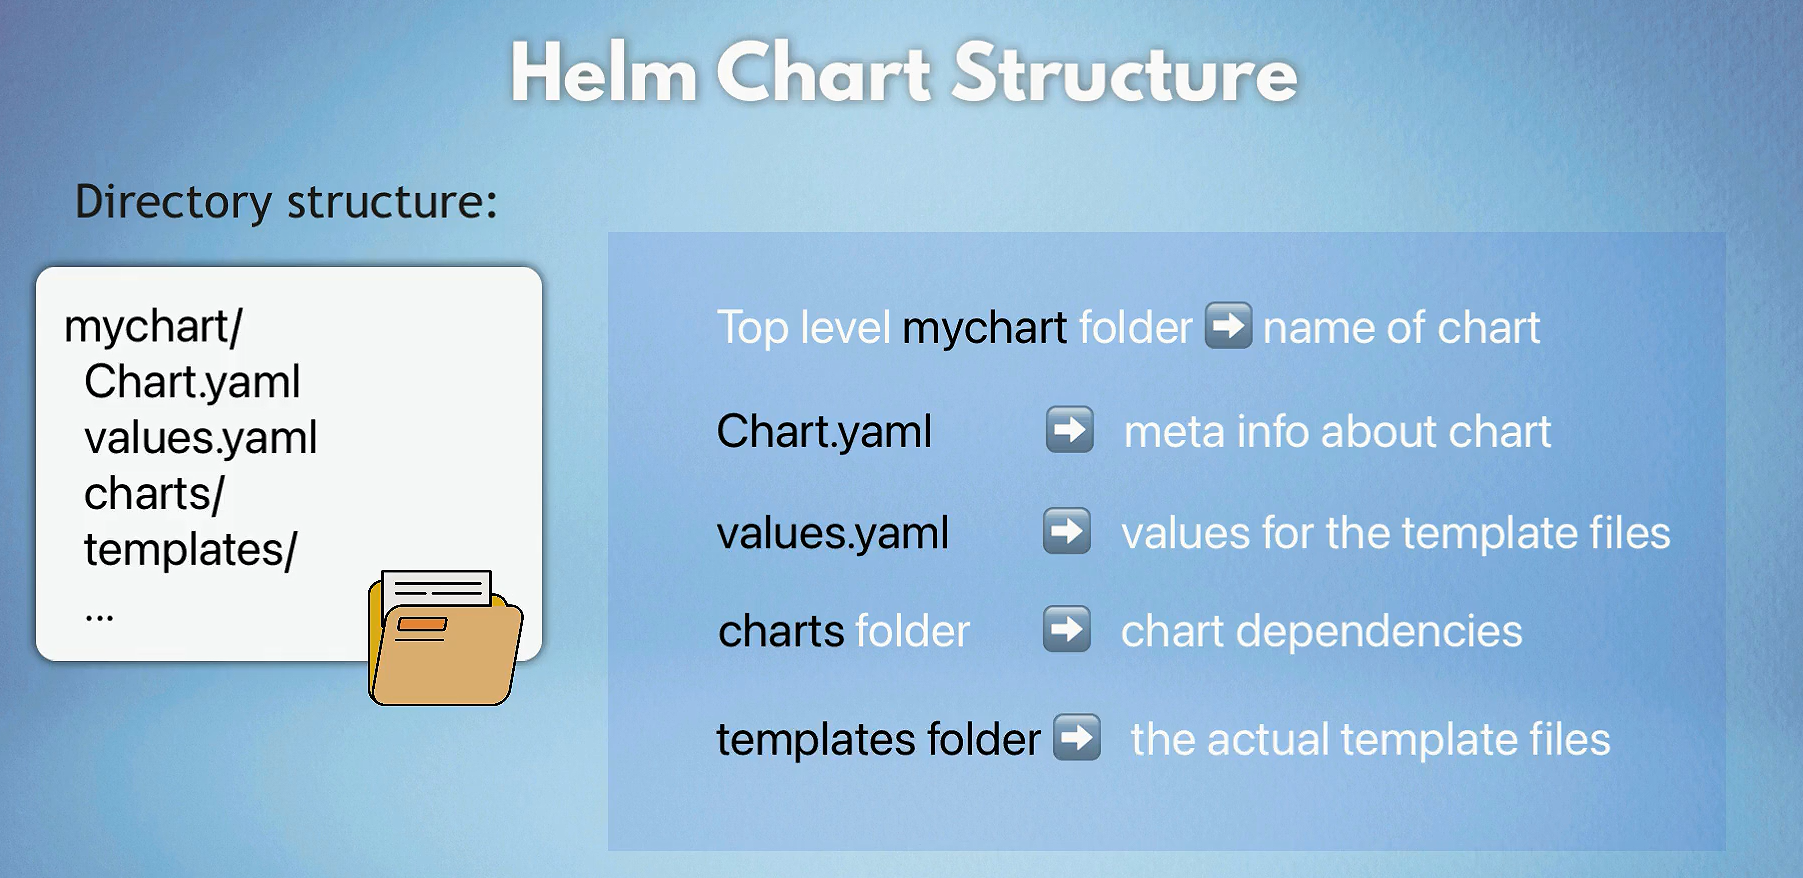 Helm Chart Structure
Directory structure:
mychart/
Chart.yaml
values.yaml
charts/
templates/
...
Top level mychart folder ➡ name of chart
Chart.yaml ➡ meta info about chart
values.yaml ➡ values for the template files
charts folder ➡ chart dependencies
templates folder ➡ the actual template files